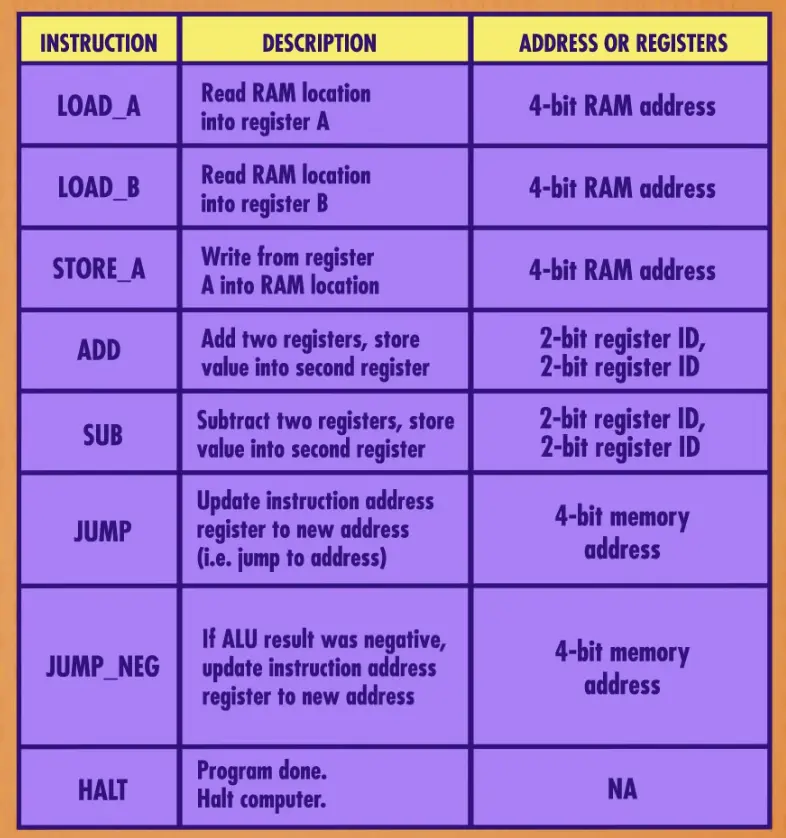 INSTRUCTION DESCRIPTION ADDRESS OR REGISTERS
LOAD_A
Read RAM location
into register A
4-bit RAM address
LOAD_B
Read RAM location
into register B
4-bit RAM address
STORE_A
Write from register
A into RAM location
4-bit RAM address
ADD
Add two registers, store
value into second register
2-bit register ID,
2-bit register ID
SUB
Subtract two registers, store
value into second register
2-bit register ID,
2-bit register ID
JUMP
Update instruction address
register to new address
(i.e. jump to address)
4-bit memory
address
JUMP_NEG
If ALU result was negative,
update instruction address
register to new address
4-bit memory
address
HALT
Program done.
Halt computer.
NA